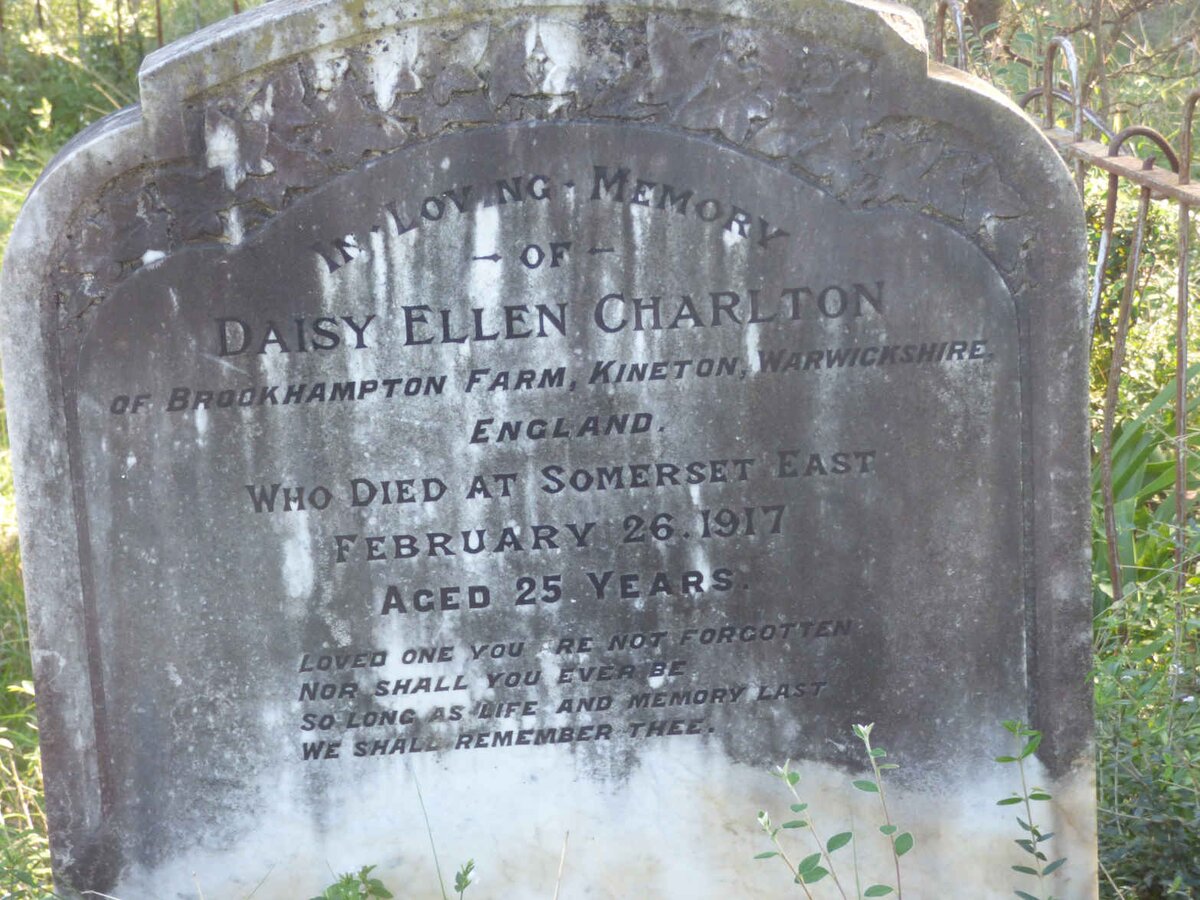 IN · LOVING · MEMORY
– OF –
DAISY ELLEN CHARLTON
OF BROOKHAMPTON FARM, KINETON, WARWICKSHIRE,
ENGLAND.
WHO DIED AT SOMERSET EAST
FEBRUARY 26. 1917
AGED 25 YEARS.
LOVED ONE YOU RE NOT FORGOTTEN
NOR SHALL YOU EVER BE
SO LONG AS LIFE AND MEMORY LAST
WE SHALL REMEMBER THEE.